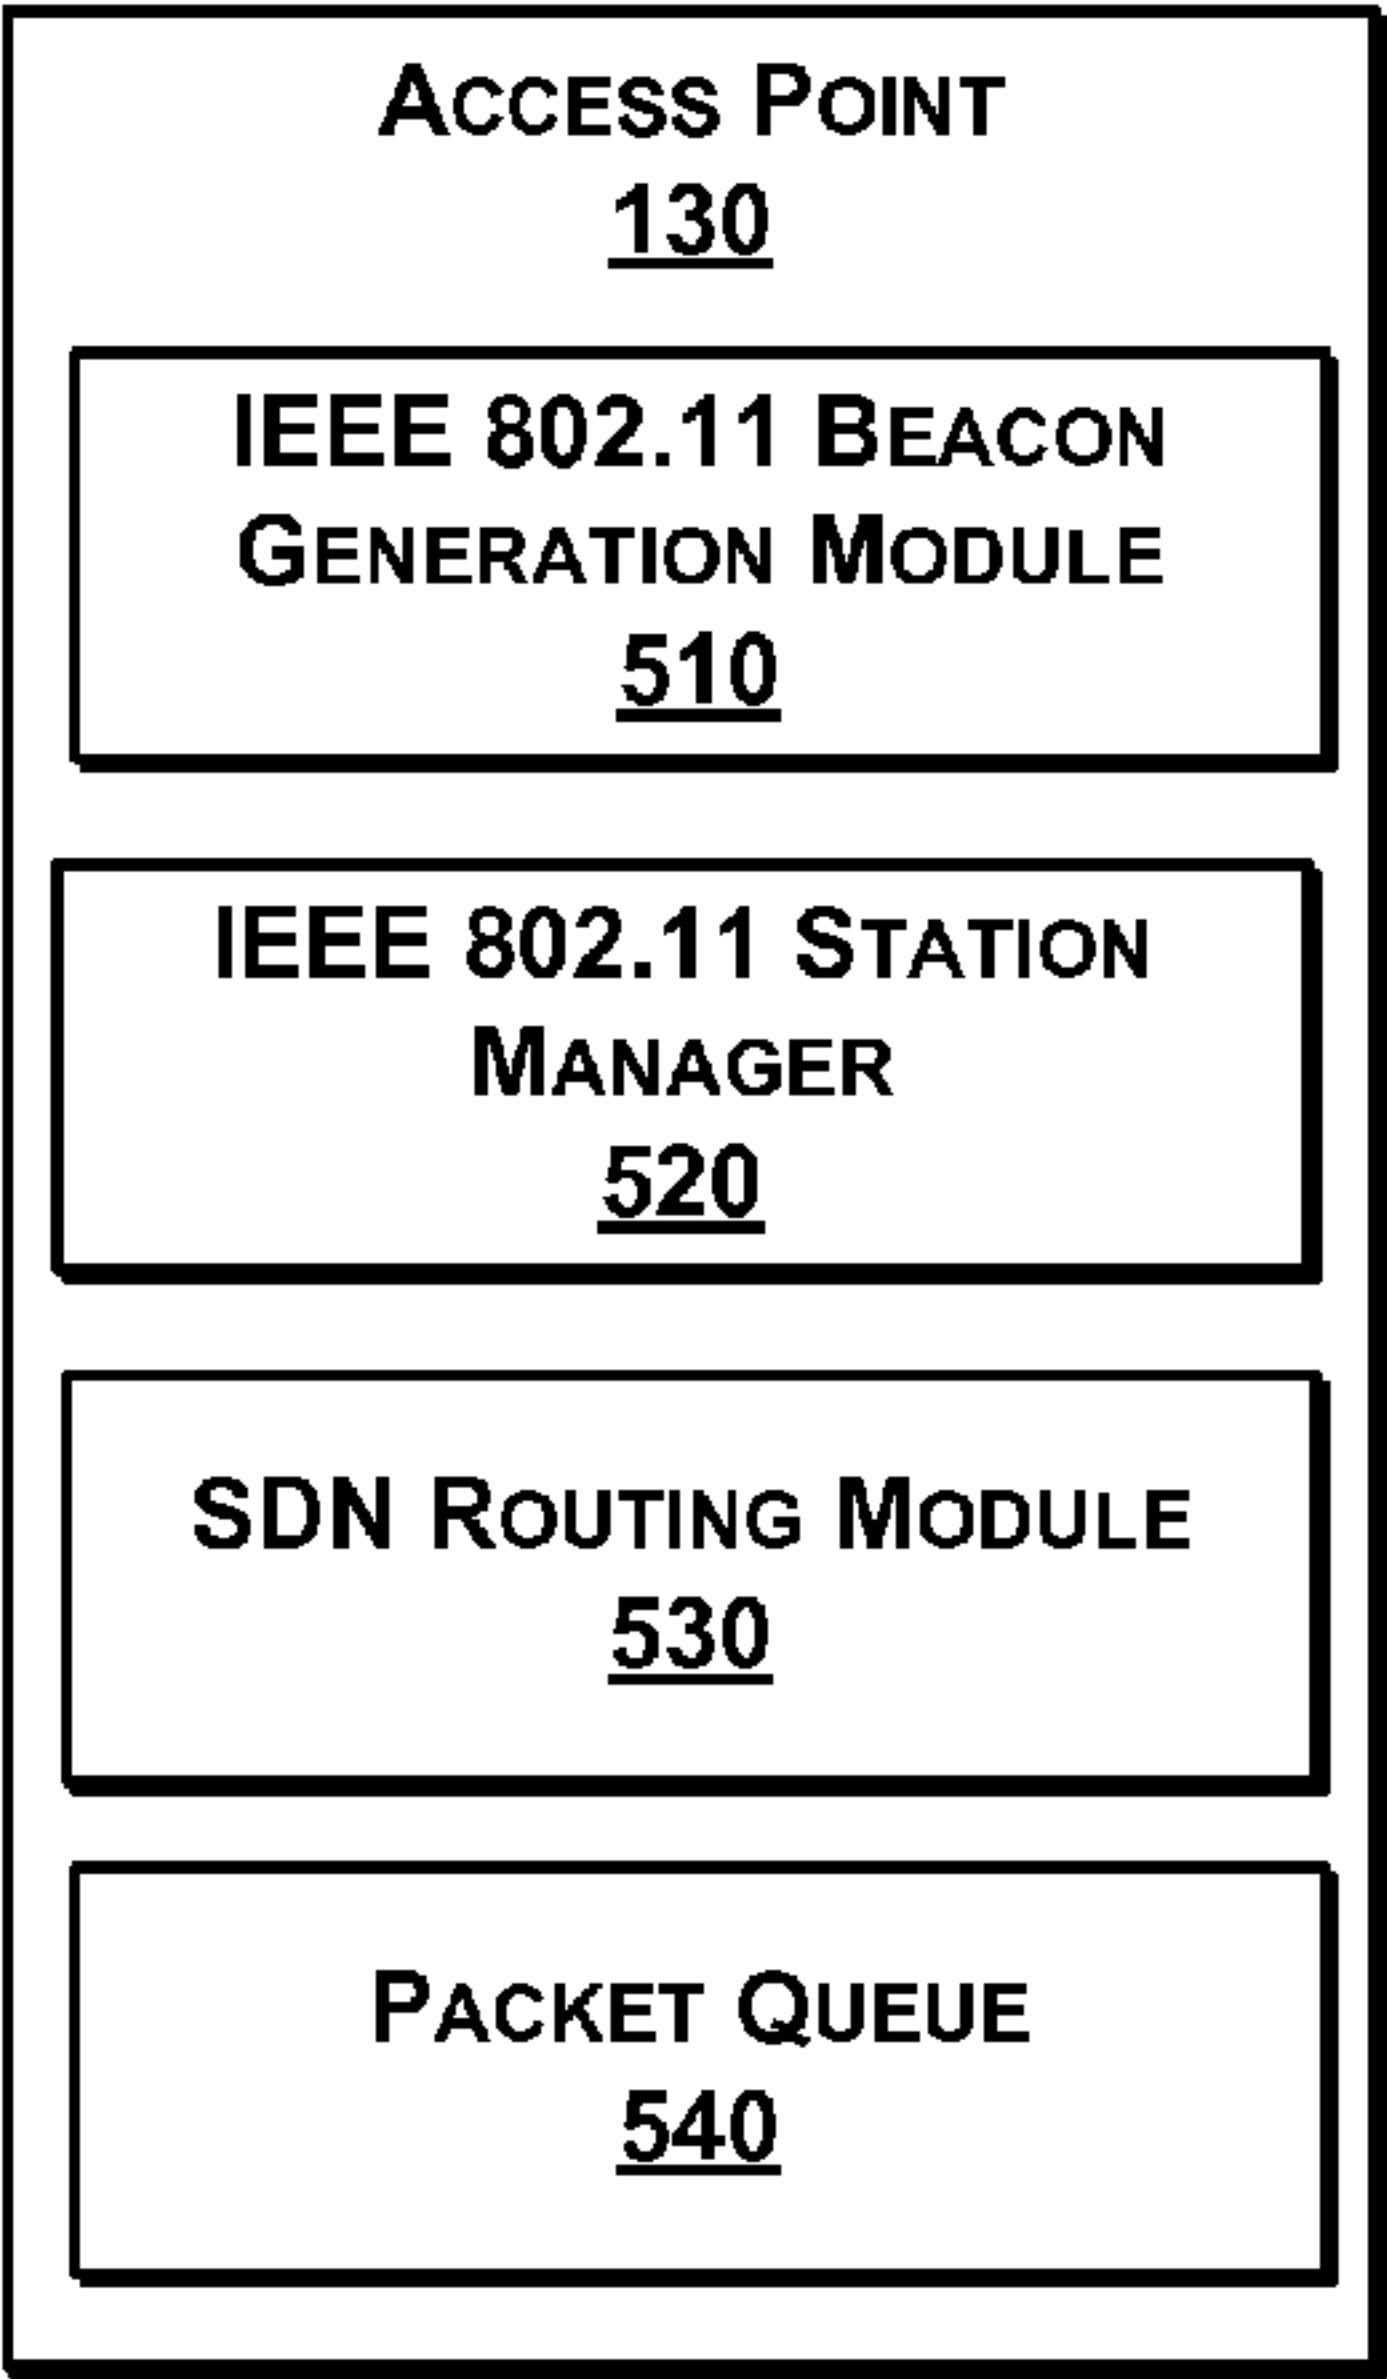 ACCESS POINT
130
IEEE 802.11 BEACON
GENERATION MODULE
510
IEEE 802.11 STATION
MANAGER
520
SDN ROUTING MODULE
530
PACKET QUEUE
540